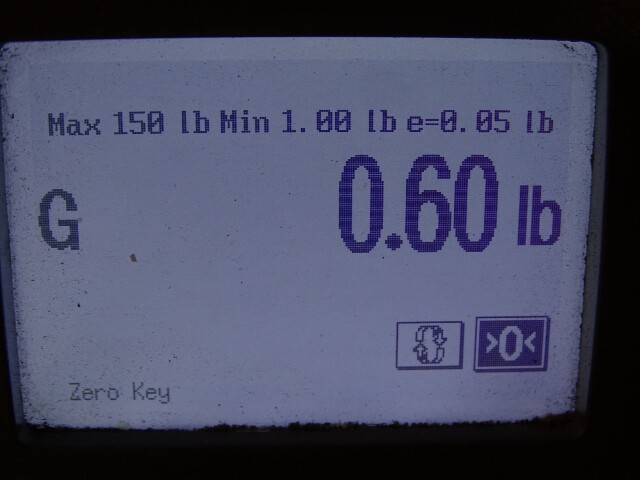 Max 150 lb Min 1.00 lb e=0.05 lb
G 0.60 lb
>0<
Zero Key